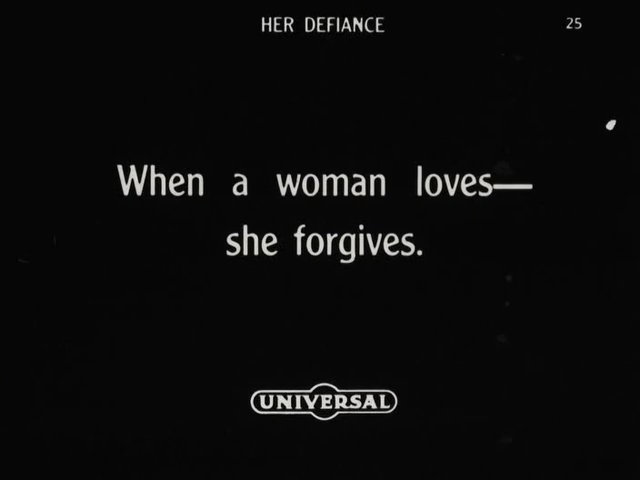 HER DEFIANCE 25
When a woman loves—
she forgives.
UNIVERSAL